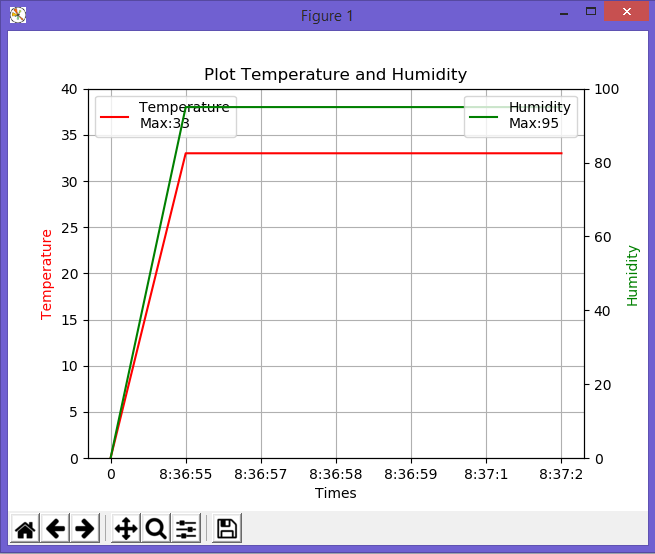 Figure 1
Plot Temperature and Humidity
Temperature
Max:33
Humidity
Max:95
40
35
30
25
20
15
10
5
0
Temperature
100
80
60
40
20
0
Humidity
0 8:36:55 8:36:57 8:36:58 8:36:59 8:37:1 8:37:2
Times